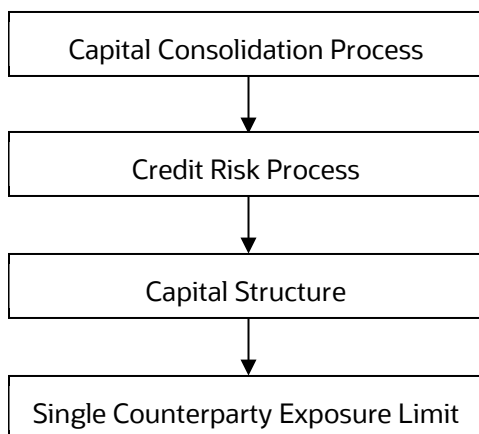 Capital Consolidation Process
Credit Risk Process
Capital Structure
Single Counterparty Exposure Limit